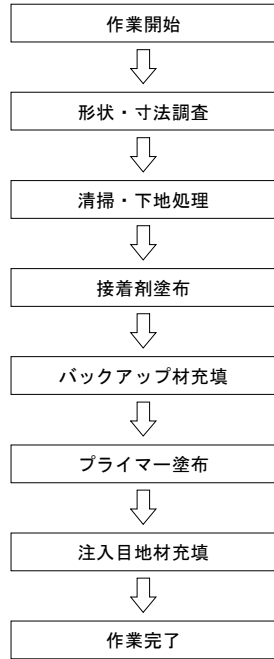 作業開始
形状・寸法調査
清掃・下地処理
接着剤塗布
バックアップ材充填
プライマー塗布
注入目地材充填
作業完了